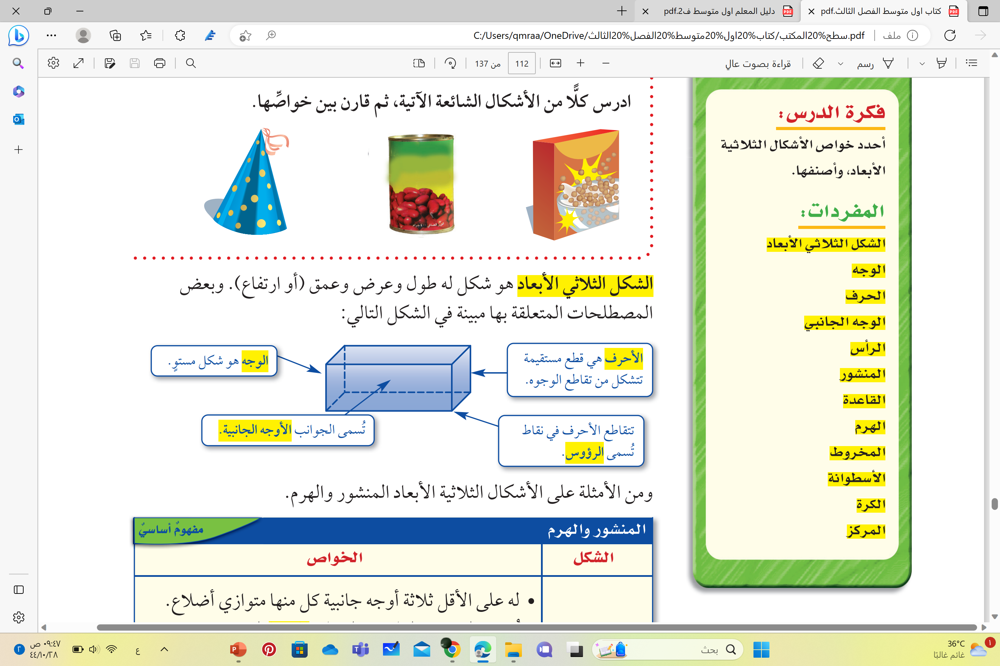 كتاب اول متوسط الفصل الثالث.pdf
دليل المعلم اول متوسط ف2.pdf
ملف
C:/Users/qmraa/OneDrive/سطح%20المكتب/كتاب%20اول%20متوسط%20الفصل%20الثالث.pdf
رسم
قراءة بصوت عالٍ
112
من 137
فكرة الدرس:
أحدد خواص الأشكال الثلاثية
الأبعاد، وأصنفها.
المفردات:
الشكل الثلاثي الأبعاد
الوجه
الحرف
الوجه الجانبي
الرأس
المنشور
القاعدة
الهرم
المخروط
الأسطوانة
الكرة
المركز
ادرس كلًّا من الأشكال الشائعة الآتية، ثم قارن بين خواصِّها.
الوزن الصافي ٤٠٠ جرام
الشكل الثلاثي الأبعاد هو شكل له طول وعرض وعمق (أو ارتفاع). وبعض
المصطلحات المتعلقة بها مبينة في الشكل التالي:
الأحرف هي قطع مستقيمة
تتشكل من تقاطع الوجوه.
الوجه هو شكل مستوٍ.
تتقاطع الأحرف في نقاط
تُسمى الرؤوس.
تُسمى الجوانب الأوجه الجانبية.
ومن الأمثلة على الأشكال الثلاثية الأبعاد المنشور والهرم.
المنشور والهرم
مفهومٌ أساسيٌ
الشكل
الخواص
• له على الأقل ثلاثة أوجه جانبية كل منها متوازي أضلاع.
١
36°C
غائم غالبًا
بحث
ع
٠٩:٤٧ ص
٤٤/١٠/٢٨
٢